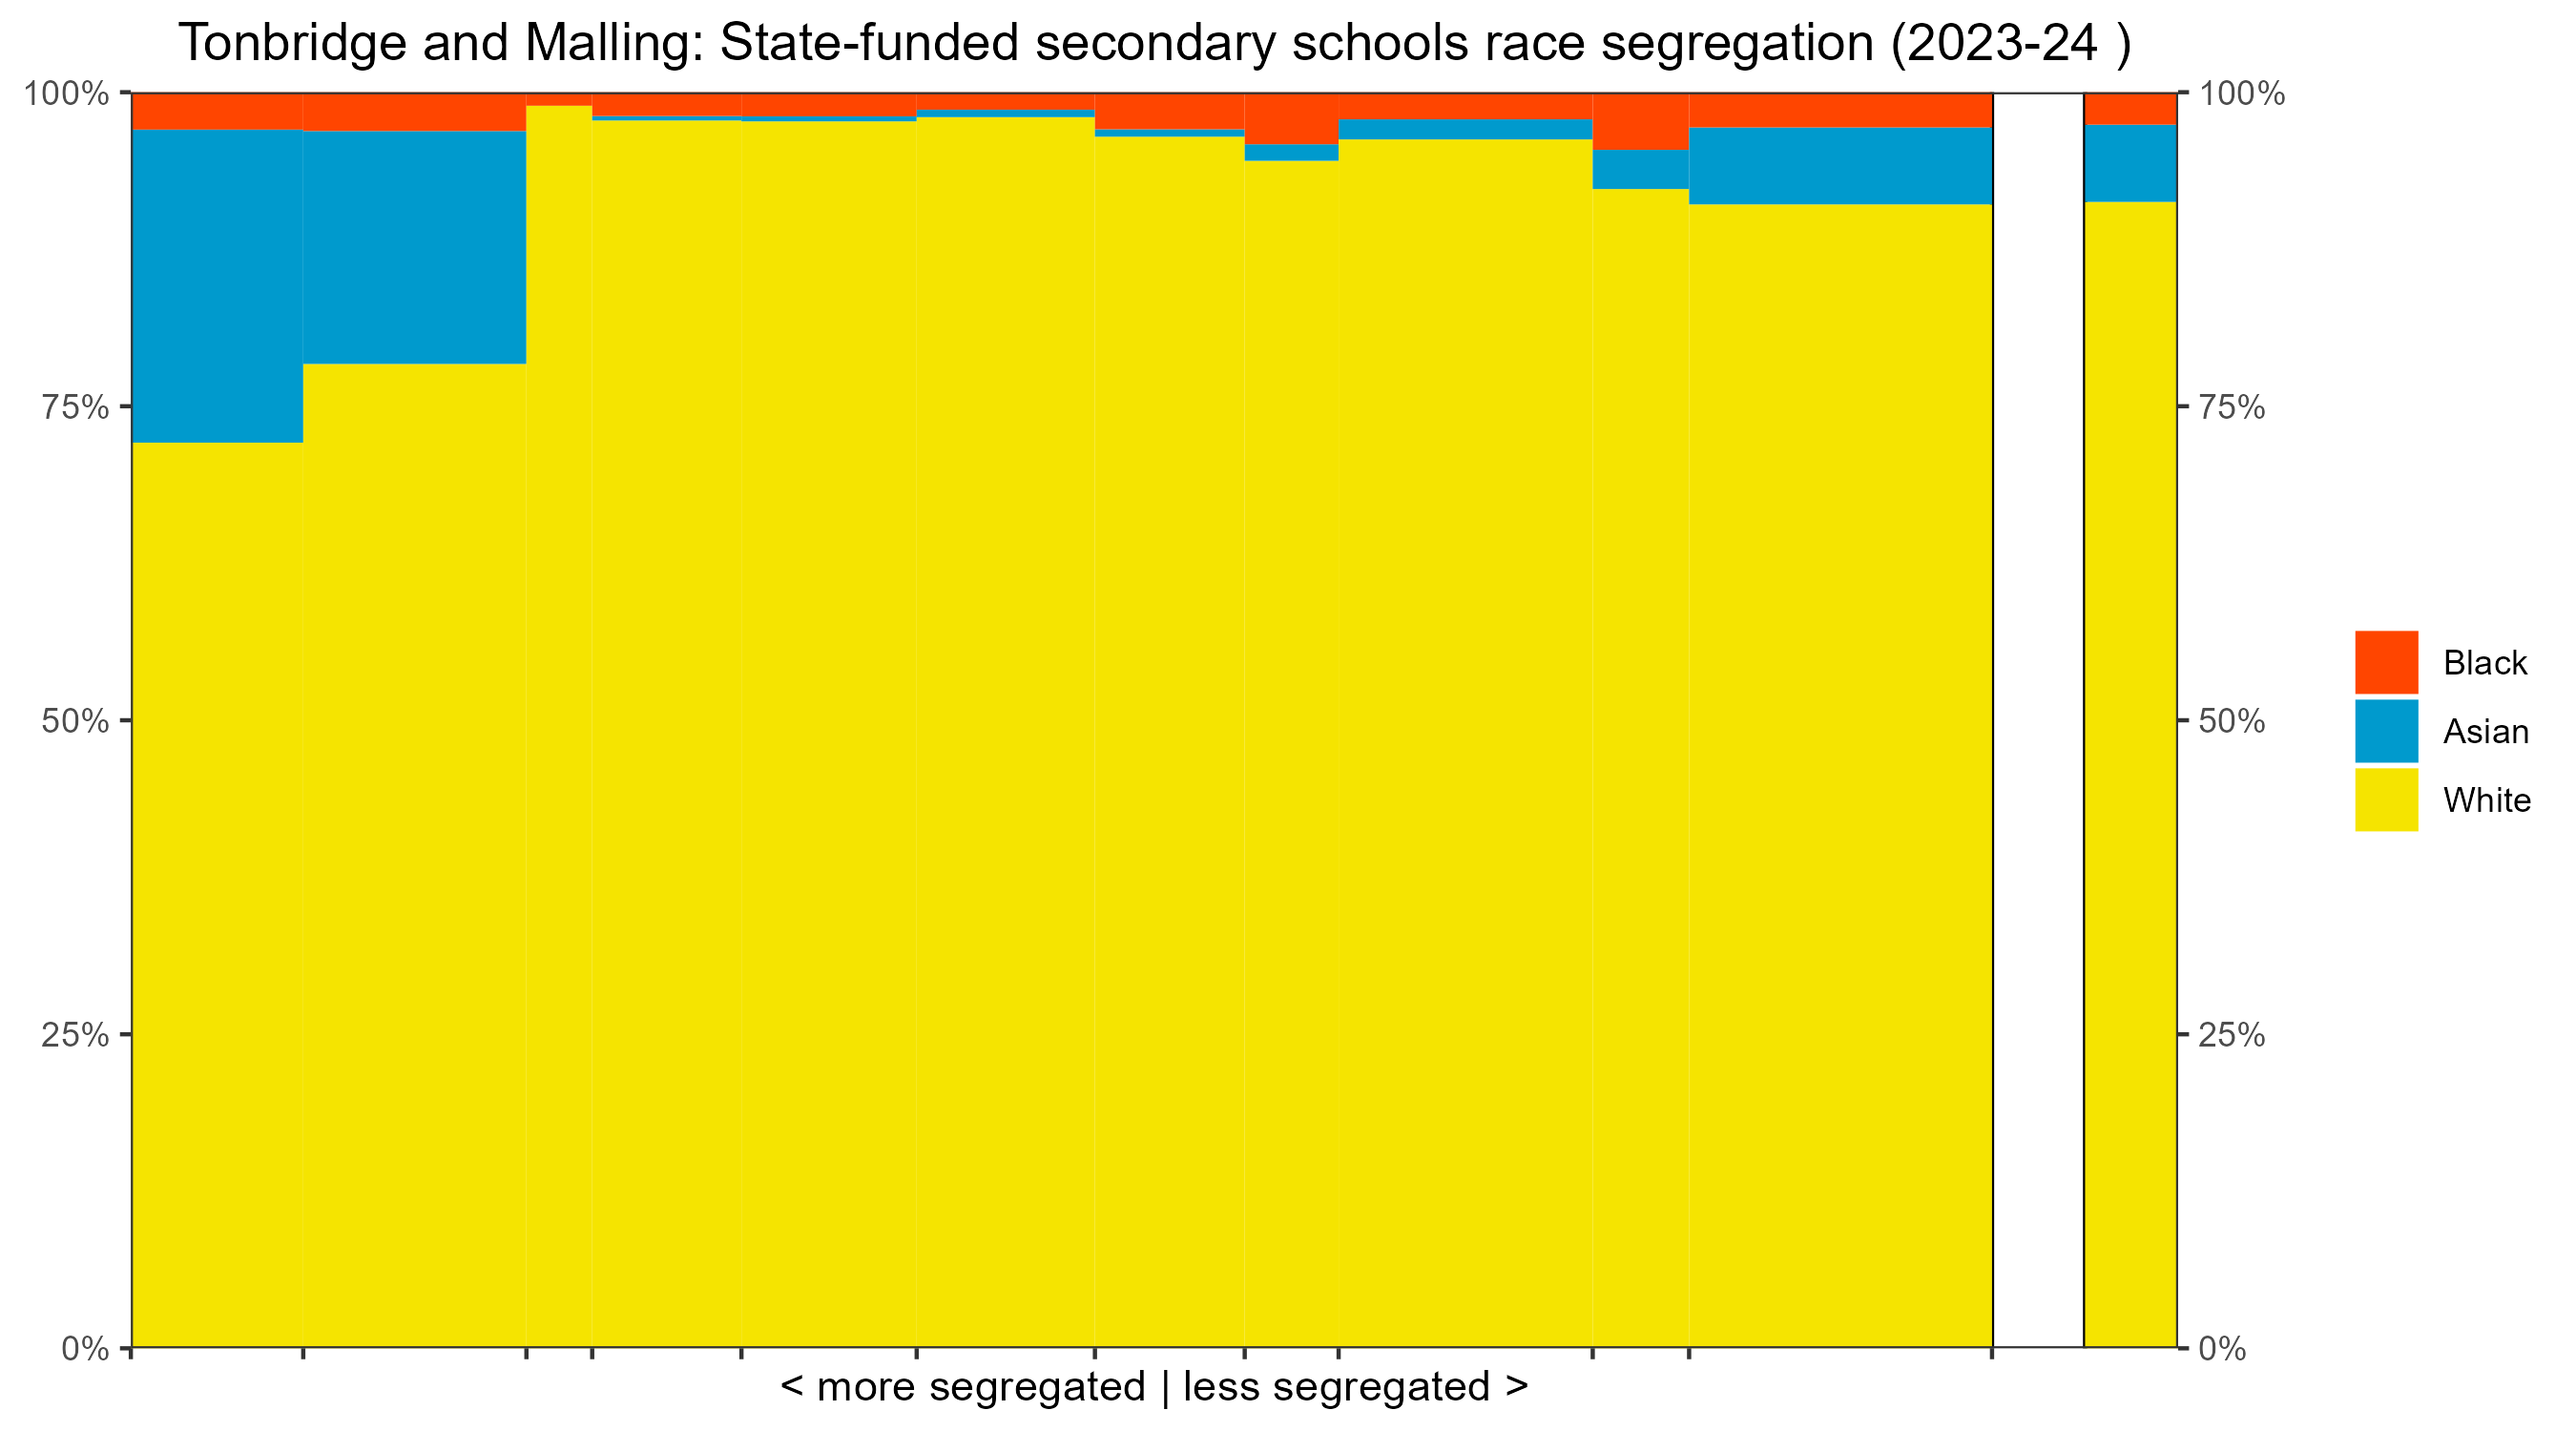 Tonbridge and Malling: State-funded secondary schools race segregation (2023-24 )
100%
75%
50%
25%
0%
100%
75%
50%
25%
0%
Black
Asian
White
< more segregated | less segregated >